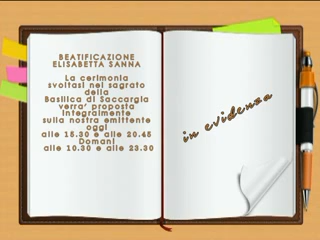 BEATIFICAZIONE
ELISABETTA SANNA
La cerimonia
svoltasi nel sagrato
della
Basilica di Saccargia
verra' proposta
integralmente
sulla nostra emittente
oggi
alle 15.30 e alle 20.45
Domani
alle 10.30 e alle 23.30
in evidenza